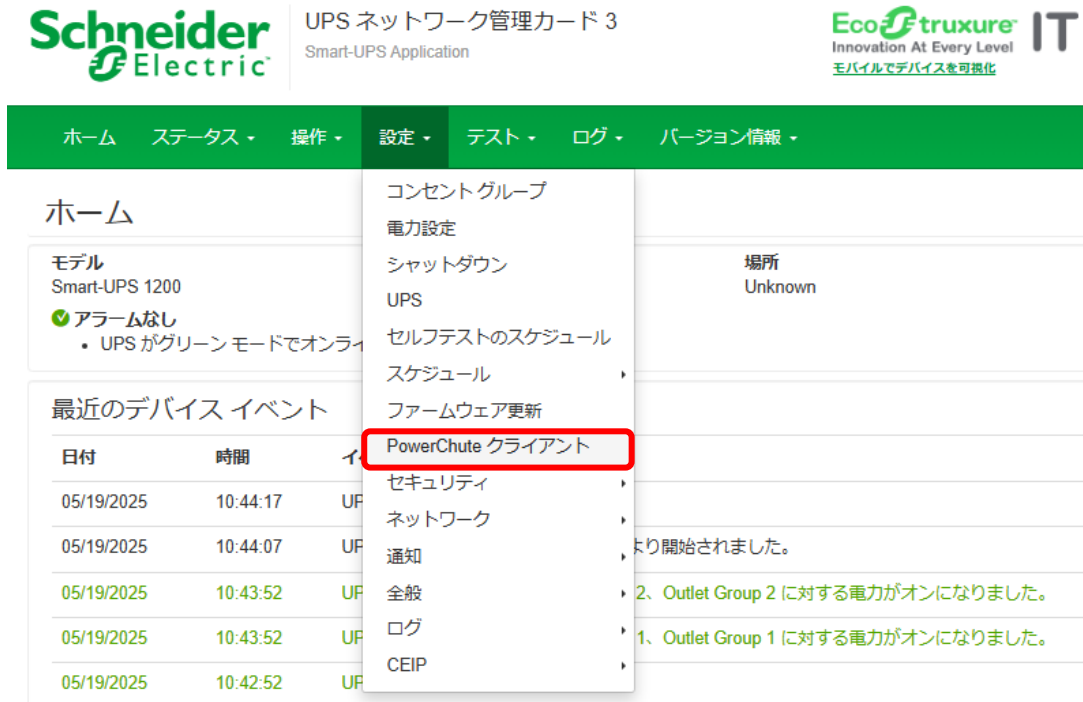 Schneider Electric
UPS ネットワーク管理カード 3
Smart-UPS Application
EcoStruxure IT
Innovation At Every Level
モバイルでデバイスを可視化
ホーム ステータス 操作 設定 テスト ログ バージョン情報
コンセントグループ
電力設定
シャットダウン
UPS
セルフテストのスケジュール
スケジュール
ファームウェア更新
PowerChute クライアント
セキュリティ
ネットワーク
通知
全般
ログ
CEIP
ホーム
モデル
Smart-UPS 1200
場所
Unknown
アラームなし
• UPS がグリーン モードでオンライ
最近のデバイス イベント
日付 時間 イ
05/19/2025 10:44:17 UP
05/19/2025 10:44:07 UP より開始されました。
05/19/2025 10:43:52 UP 2、Outlet Group 2 に対する電力がオンになりました。
05/19/2025 10:43:52 UP 1、Outlet Group 1 に対する電力がオンになりました。
05/19/2025 10:42:52 UP